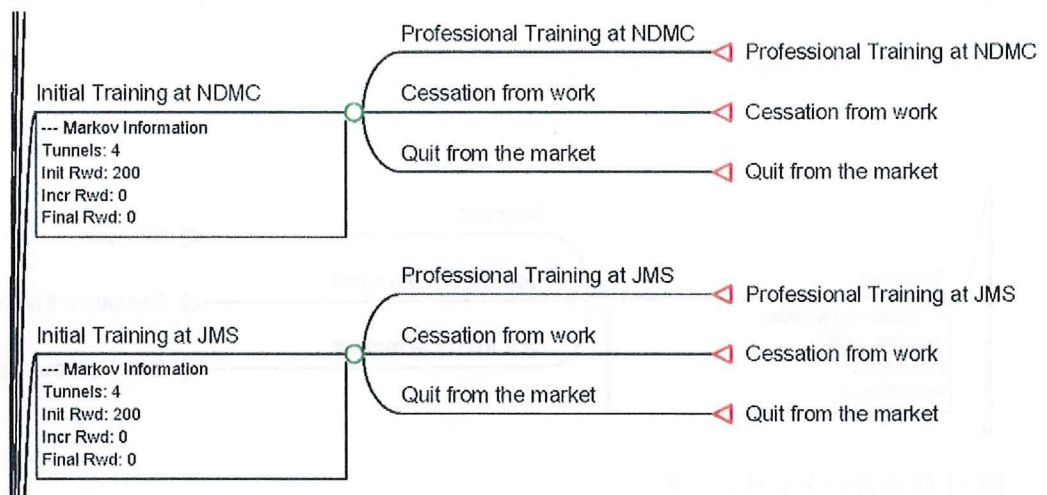 Professional Training at NDMC
Professional Training at NDMC
Initial Training at NDMC
Cessation from work
Cessation from work
--- Markov Information
Tunnels: 4
Init Rwd: 200
Incr Rwd: 0
Final Rwd: 0
Quit from the market
Quit from the market
Professional Training at JMS
Professional Training at JMS
Initial Training at JMS
Cessation from work
Cessation from work
--- Markov Information
Tunnels: 4
Init Rwd: 200
Incr Rwd: 0
Final Rwd: 0
Quit from the market
Quit from the market